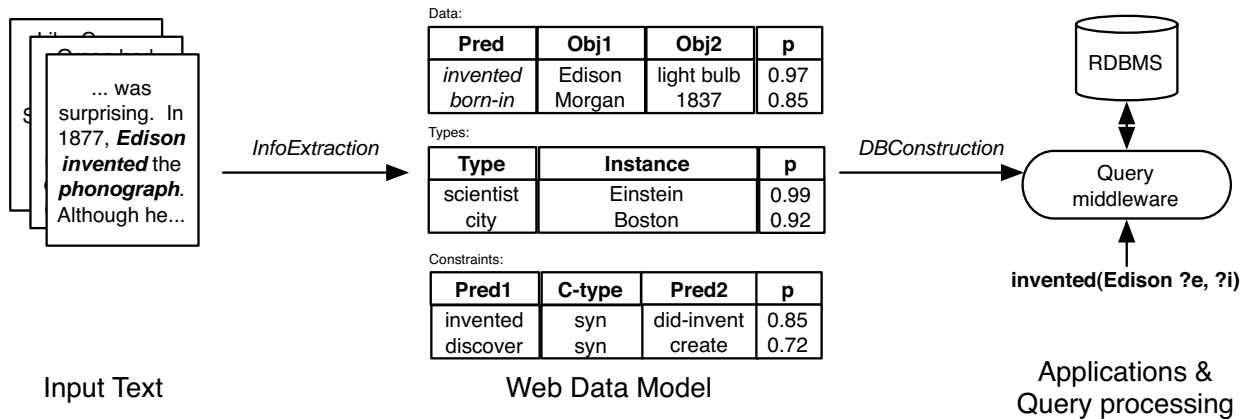 ... was
surprising. In
1877, Edison
invented the
phonograph.
Although he...
Input Text
InfoExtraction
Data:
Pred Obj1 Obj2 p
invented Edison light bulb 0.97
born-in Morgan 1837 0.85
Types:
Type Instance p
scientist Einstein 0.99
city Boston 0.92
Constraints:
Pred1 C-type Pred2 p
invented syn did-invent 0.85
discover syn create 0.72
Web Data Model
DBConstruction
RDBMS
Query
middleware
invented(Edison ?e, ?i)
Applications &
Query processing